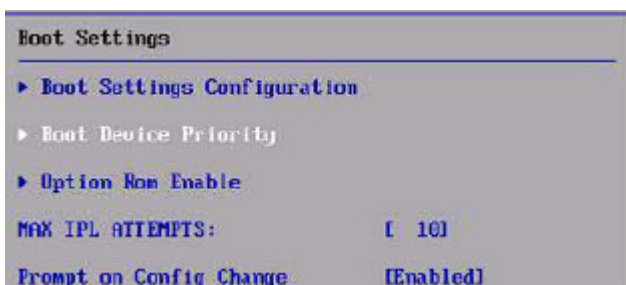 Boot Settings
▶ Boot Settings Configuration
▶ Boot Device Priority
▶ Option Rom Enable
MAX IPL ATTEMPTS: [ 10]
Prompt on Config Change [Enabled]